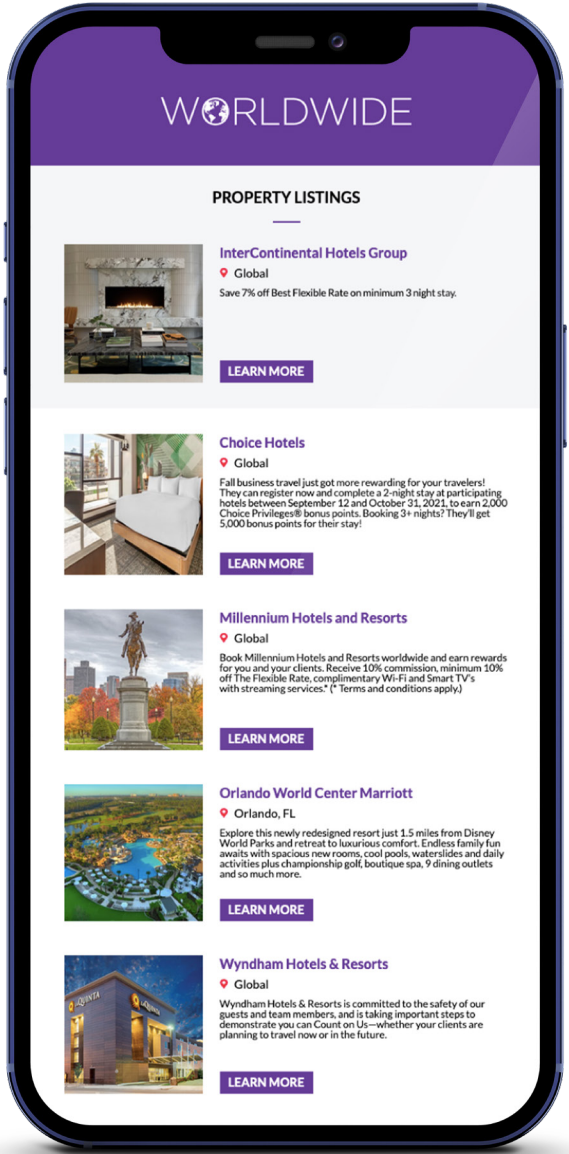 WORLDWIDE
PROPERTY LISTINGS
InterContinental Hotels Group
Global
Save 7% off Best Flexible Rate on minimum 3 night stay.
LEARN MORE
Choice Hotels
Global
Fall business travel just got more rewarding for your travelers!
They can register now and complete a 2-night stay at participating
hotels between September 12 and October 31, 2021, to earn 2,000
Choice Privileges® bonus points. Booking 3+ nights? They'll get
5,000 bonus points for their stay!
LEARN MORE
Millennium Hotels and Resorts
Global
Book Millennium Hotels and Resorts worldwide and earn rewards
for you and your clients. Receive 10% commission, minimum 10%
off The Flexible Rate, complimentary Wi-Fi and Smart TV's
with streaming services.* (* Terms and conditions apply.)
LEARN MORE
Orlando World Center Marriott
Orlando, FL
Explore this newly redesigned resort just 1.5 miles from Disney
World Parks and retreat to luxurious comfort. Endless family fun
awaits with spacious new rooms, cool pools, waterslides and daily
activities plus championship golf, boutique spa, 9 dining outlets
and so much more.
LEARN MORE
Wyndham Hotels & Resorts
Global
LAQUINTA
LAQUINTA
Wyndham Hotels & Resorts is committed to the safety of our
guests and team members, and is taking important steps to
demonstrate you can Count on Us—whether your clients are
planning to travel now or in the future.
LEARN MORE